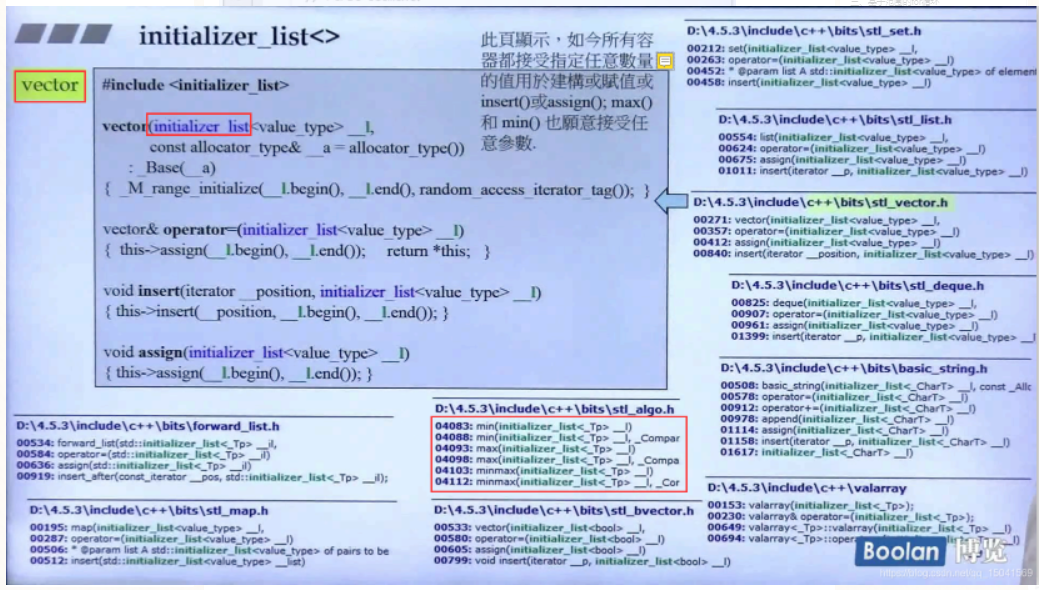 initializer_list<>
此頁顯示，如今所有容
器都接受指定任意數量
的值用於建構或賦值或
insert()或assign(); max()
和 min() 也願意接受任
意參數.
vector
#include <initializer_list>
vector(initializer_list<value_type> __l,
const allocator_type& __a = allocator_type())
: _Base(__a)
{ _M_range_initialize(__l.begin(), __l.end(), random_access_iterator_tag()); }
vector& operator=(initializer_list<value_type> __l)
{ this->assign(__l.begin(), __l.end()); return *this; }
void insert(iterator __position, initializer_list<value_type> __l)
{ this->insert(__position, __l.begin(), __l.end()); }
void assign(initializer_list<value_type> __l)
{ this->assign(__l.begin(), __l.end()); }
D:\4.5.3\include\c++\bits\stl_set.h
00212: set(initializer_list<value_type> __l,
00263: operator=(initializer_list<value_type> __l)
00452: * @param list A std::initializer_list<value_type> of elemen
00458: insert(initializer_list<value_type> __l)
D:\4.5.3\include\c++\bits\stl_list.h
00554: list(initializer_list<value_type> __l,
00624: operator=(initializer_list<value_type> __l)
00675: assign(initializer_list<value_type> __l)
01011: insert(iterator __p, initializer_list<value_type> __l)
D:\4.5.3\include\c++\bits\stl_vector.h
00271: vector(initializer_list<value_type> __l,
00357: operator=(initializer_list<value_type> __l)
00412: assign(initializer_list<value_type> __l)
00840: insert(iterator __position, initializer_list<value_type> __l)
D:\4.5.3\include\c++\bits\stl_deque.h
00825: deque(initializer_list<value_type> __l,
00907: operator=(initializer_list<value_type> __l)
00961: assign(initializer_list<value_type> __l)
01399: insert(iterator __p, initializer_list<value_type> __l)
D:\4.5.3\include\c++\bits\basic_string.h
00508: basic_string(initializer_list<_CharT> __l, const _Allc
00578: operator=(initializer_list<_CharT> __l)
00912: operator+=(initializer_list<_CharT> __l)
00978: append(initializer_list<_CharT> __l)
01114: assign(initializer_list<_CharT> __l)
01158: insert(iterator __p, initializer_list<_CharT> __l)
01617: initializer_list<_CharT> __l)
D:\4.5.3\include\c++\bits\forward_list.h
00534: forward_list(std::initializer_list<_Tp> __il,
00584: operator=(std::initializer_list<_Tp> __il)
00636: assign(std::initializer_list<_Tp> __il)
00919: insert_after(const_iterator __pos, std::initializer_list<_Tp> __il);
D:\4.5.3\include\c++\bits\stl_algo.h
04083: min(initializer_list<_Tp> __l)
04088: min(initializer_list<_Tp> __l, _Compar
04093: max(initializer_list<_Tp> __l)
04098: max(initializer_list<_Tp> __l, _Compa
04103: minmax(initializer_list<_Tp> __l)
04112: minmax(initializer_list<_Tp> __l, _Cor
D:\4.5.3\include\c++\valarray
00153: valarray(initializer_list<_Tp>);
00230: valarray& operator=(initializer_list<_Tp>);
00649: valarray<_Tp>::valarray(initializer_list<_Tp> __l)
00694: valarray<_Tp>::operator=(initializer_list<_Tp> __l)
D:\4.5.3\include\c++\bits\stl_map.h
00195: map(initializer_list<value_type> __l,
00287: operator=(initializer_list<value_type> __l)
00506: * @param list A std::initializer_list<value_type> of pairs to be
00512: insert(std::initializer_list<value_type> __list)
D:\4.5.3\include\c++\bits\stl_bvector.h
00533: vector(initializer_list<bool> __l,
00580: operator=(initializer_list<bool> __l)
00605: assign(initializer_list<bool> __l)
00799: void insert(iterator __p, initializer_list<bool> __l)
Boolan 博览